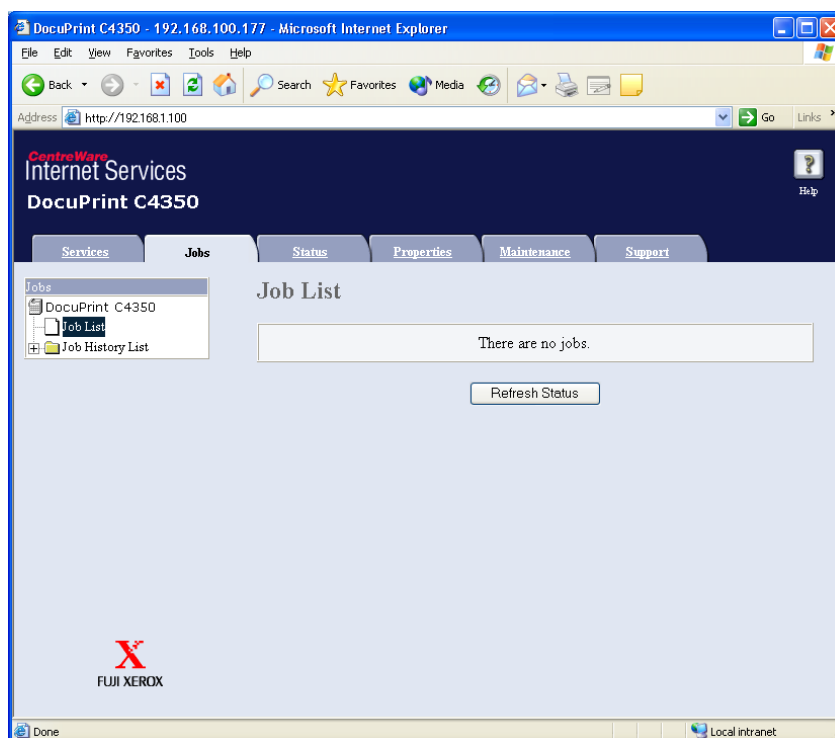 DocuPrint C4350 - 192.168.100.177 - Microsoft Internet Explorer
File Edit View Favorites Tools Help
Back Search Favorites Media
Address http://192.168.1.100 Go Links »
CentreWare
Internet Services
DocuPrint C4350
Help
Services Jobs Status Properties Maintenance Support
Jobs
DocuPrint C4350
Job List
Job History List
Job List
There are no jobs.
Refresh Status
FUJI XEROX
Done Local intranet